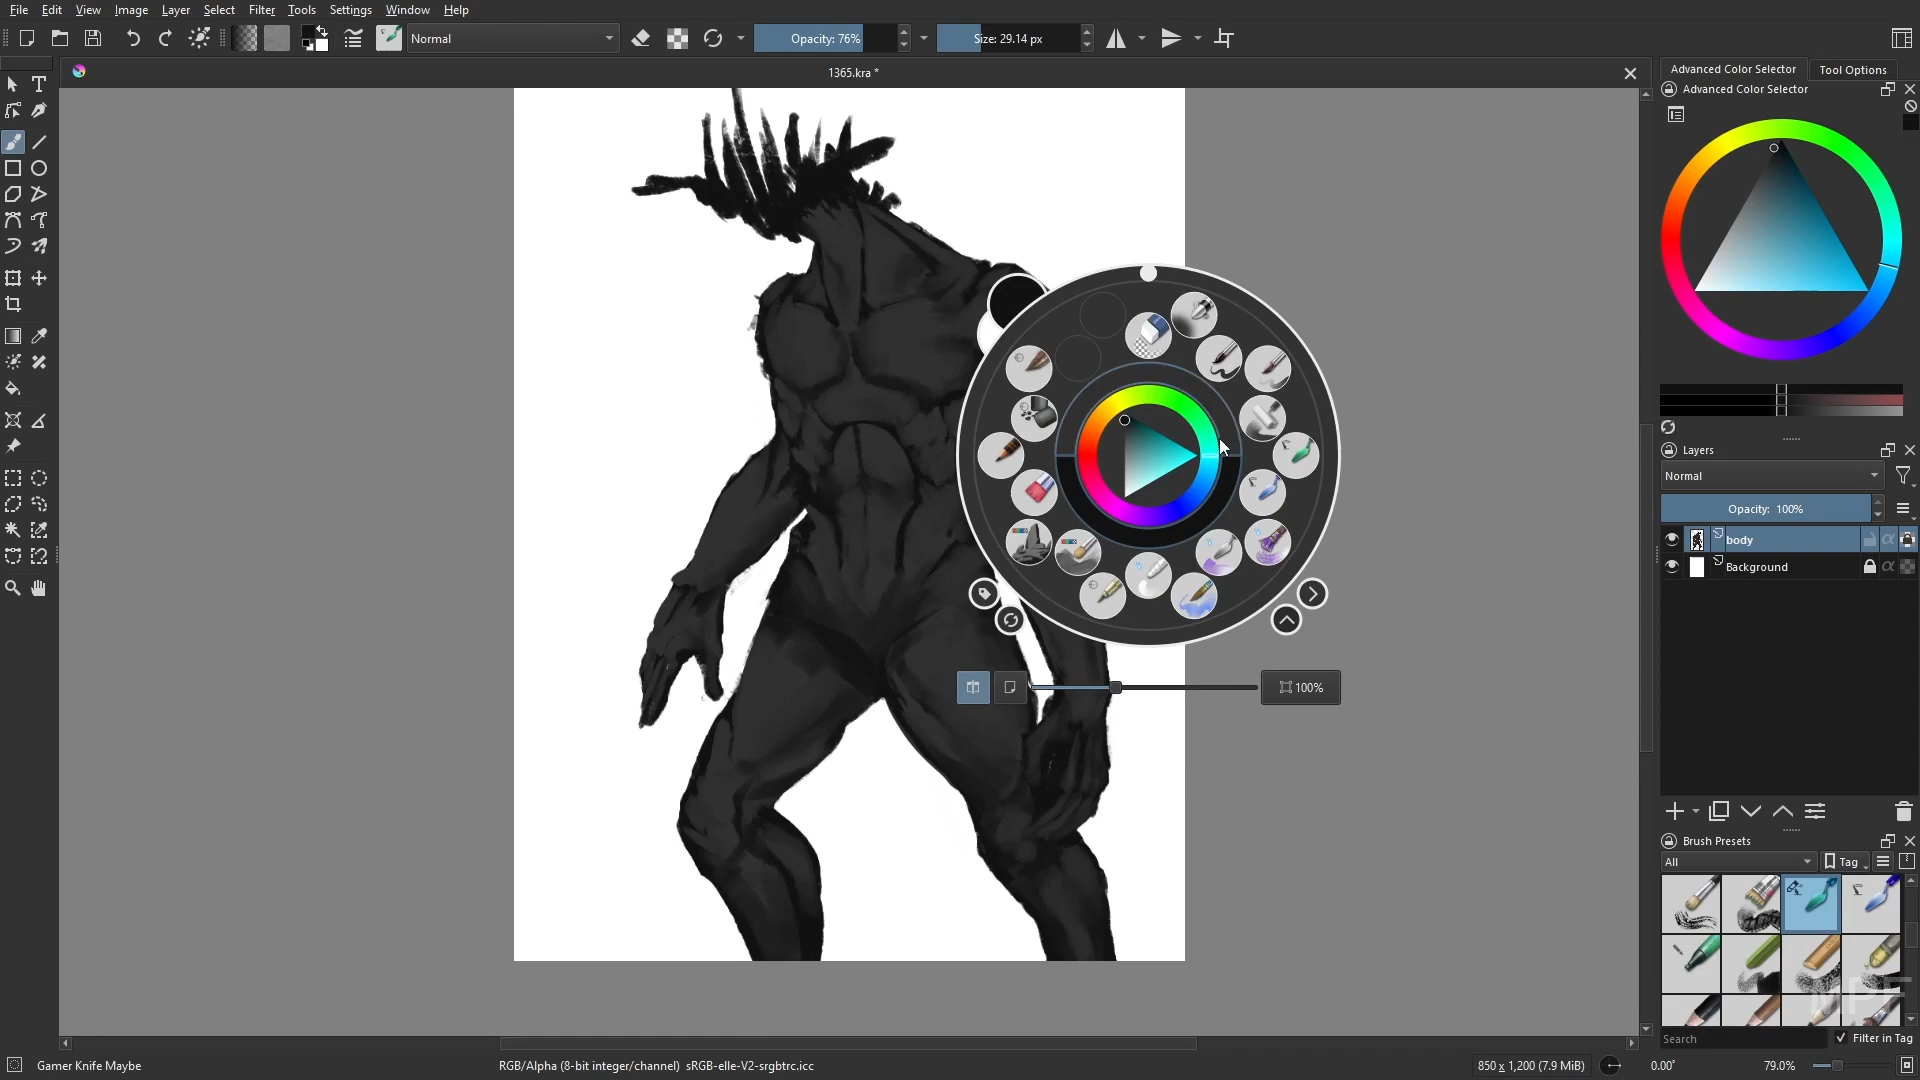 File Edit View Image Layer Select Filter Tools Settings Window Help
Normal
Opacity: 76%
Size: 29.14 px
1365.kra *
Advanced Color Selector
Tool Options
Advanced Color Selector
Layers
Normal
Opacity: 100%
body
Background
100%
Brush Presets
All
Tag
MPF
Search
Filter in Tag
Gamer Knife Maybe
RGB/Alpha (8-bit integer/channel) sRGB-elle-V2-srgbtrc.icc
850 x 1,200 (7.9 MiB)
0.00°
79.0%